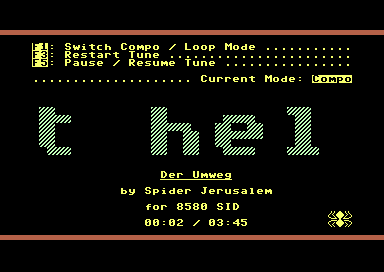 F1: Switch Compo / Loop Mode ...........
F3: Restart Tune .......................
F5: Pause / Resume Tune ................
.................... Current Mode: Compo
t hel
Der Umweg
by Spider Jerusalem
for 8580 SID
00:02 / 03:45